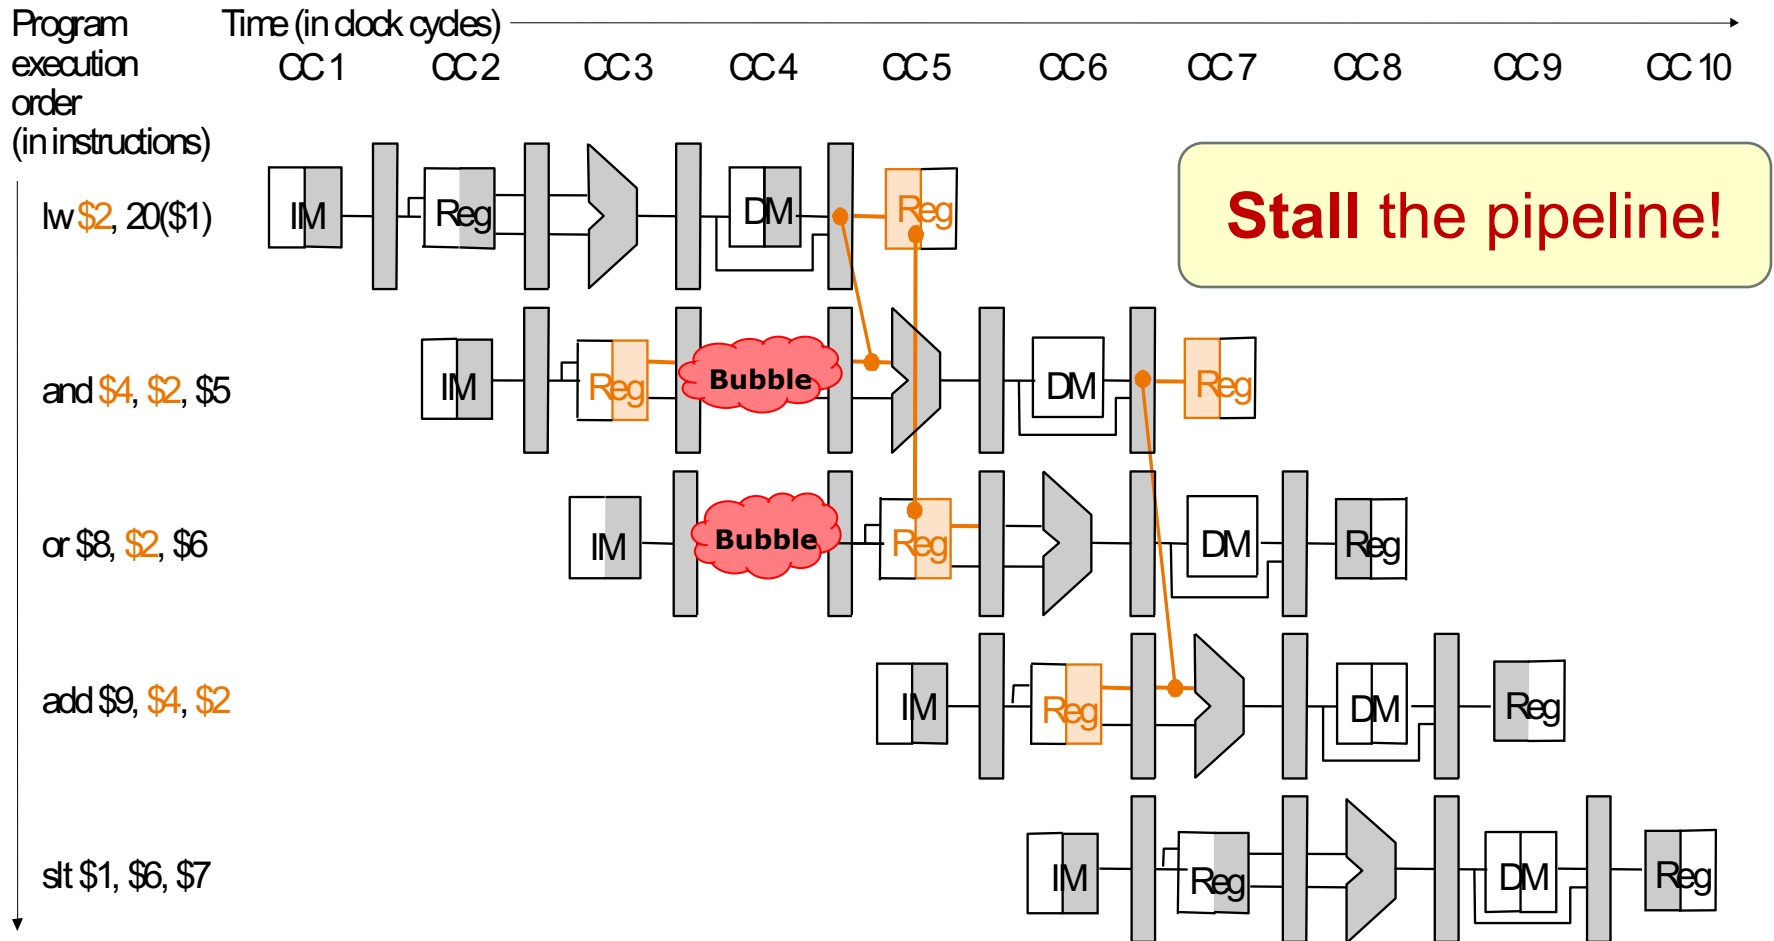 Program
execution
order
(in instructions)
Time (in clock cycles)
CC 1 CC 2 CC 3 CC 4 CC 5 CC 6 CC 7 CC 8 CC 9 CC 10
Stall the pipeline!
lw $2, 20($1)
IM Reg DM Reg
and $4, $2, $5
IM Reg Bubble DM Reg
or $8, $2, $6
IM Bubble Reg DM Reg
add $9, $4, $2
IM Reg DM Reg
slt $1, $6, $7
IM Reg DM Reg